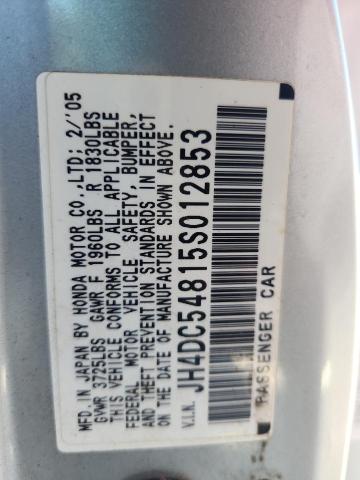 MFD. IN JAPAN BY HONDA MOTOR CO.,LTD; 2/'05
GVWR 3725LBS GAWR F 1960LBS R 1830LBS
THIS VEHICLE CONFORMS TO ALL APPLICABLE
FEDERAL MOTOR VEHICLE SAFETY, BUMPER,
AND THEFT PREVENTION STANDARDS IN EFFECT
ON THE DATE OF MANUFACTURE SHOWN ABOVE.
V.I.N. JH4DC54815S012853
PASSENGER CAR